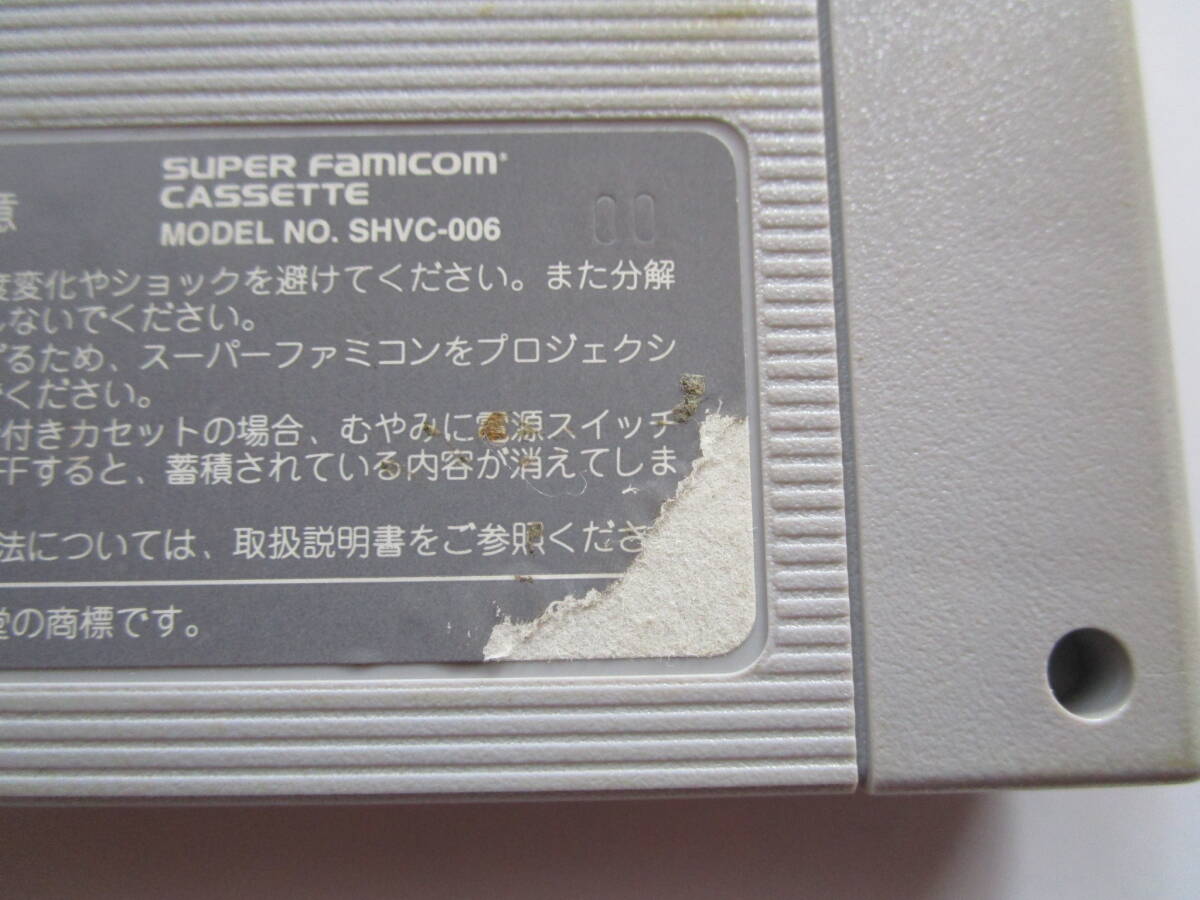 意
SUPER FAMICOM
CASSETTE
MODEL NO. SHVC-006
度変化やショックを避けてください。また分解
しないでください。
するため、スーパーファミコンをプロジェクシ
ください。
付きカセットの場合、むやみに電源スイッチ
FFすると、蓄積されている内容が消えてしま
法については、取扱説明書をご参照くださ
堂の商標です。